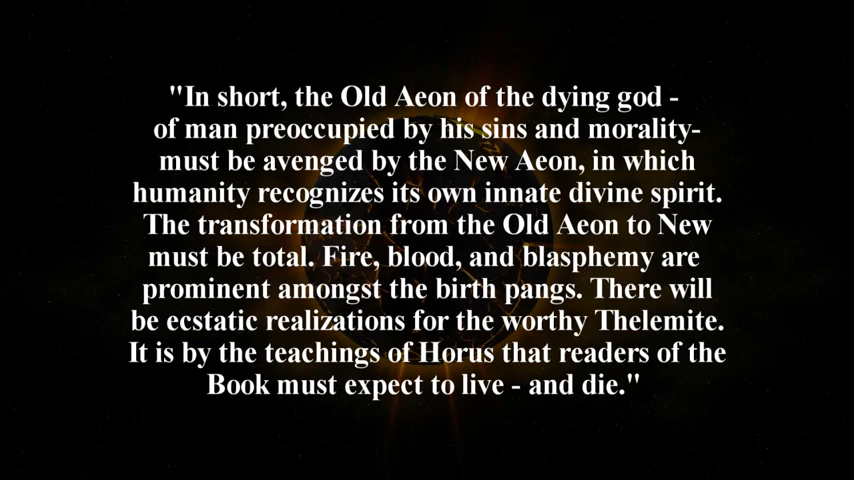 "In short, the Old Aeon of the dying god -
of man preoccupied by his sins and morality-
must be avenged by the New Aeon, in which
humanity recognizes its own innate divine spirit.
The transformation from the Old Aeon to New
must be total. Fire, blood, and blasphemy are
prominent amongst the birth pangs. There will
be ecstatic realizations for the worthy Thelemite.
It is by the teachings of Horus that readers of the
Book must expect to live - and die."